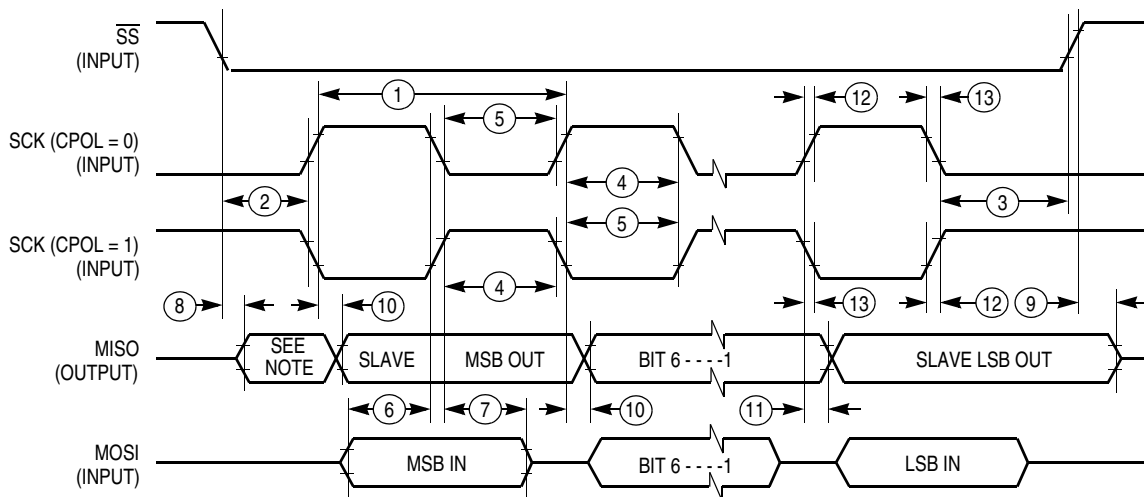 SS
(INPUT)
1
12
13
5
SCK (CPOL = 0)
(INPUT)
4
2
3
5
SCK (CPOL = 1)
(INPUT)
4
8
10
13
12
9
MISO
(OUTPUT)
SEE
NOTE
SLAVE
MSB OUT
BIT 6 - - - -1
SLAVE LSB OUT
6
7
10
11
MOSI
(INPUT)
MSB IN
BIT 6 - - - -1
LSB IN